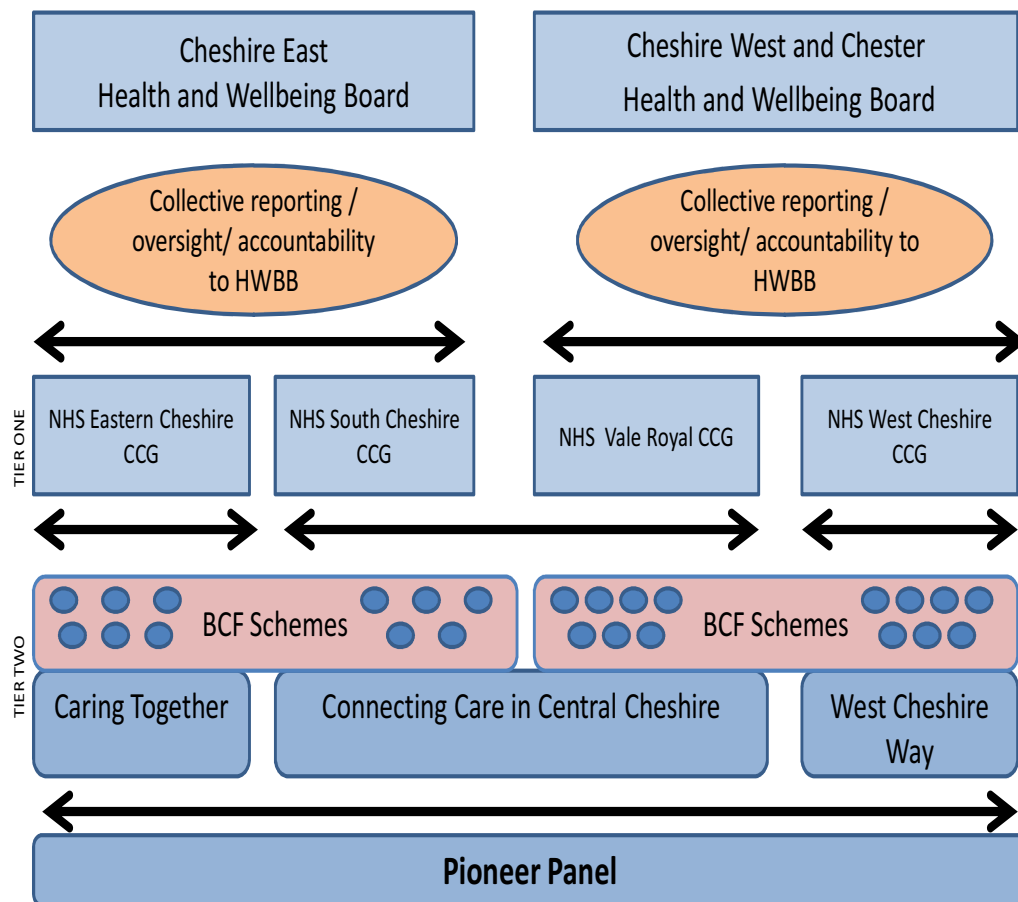 Cheshire East
Health and Wellbeing Board
Cheshire West and Chester
Health and Wellbeing Board
Collective reporting /
oversight/ accountability
to HWBB
Collective reporting /
oversight/ accountability to
HWBB
TIER ONE
NHS Eastern Cheshire
CCG
NHS South Cheshire
CCG
NHS Vale Royal CCG
NHS West Cheshire
CCG
TIER TWO
BCF Schemes
BCF Schemes
Caring Together
Connecting Care in Central Cheshire
West Cheshire
Way
Pioneer Panel